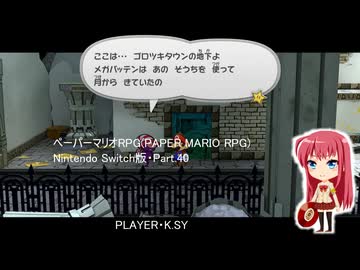 ここは… ゴロツキタウンの地下よ
メガバッテンは あの そうちを 使って
月から きていたの
ペーパーマリオRPG(PAPER MARIO RPG)
Nintendo Switch版・Part.40
PLAYER・K.SY